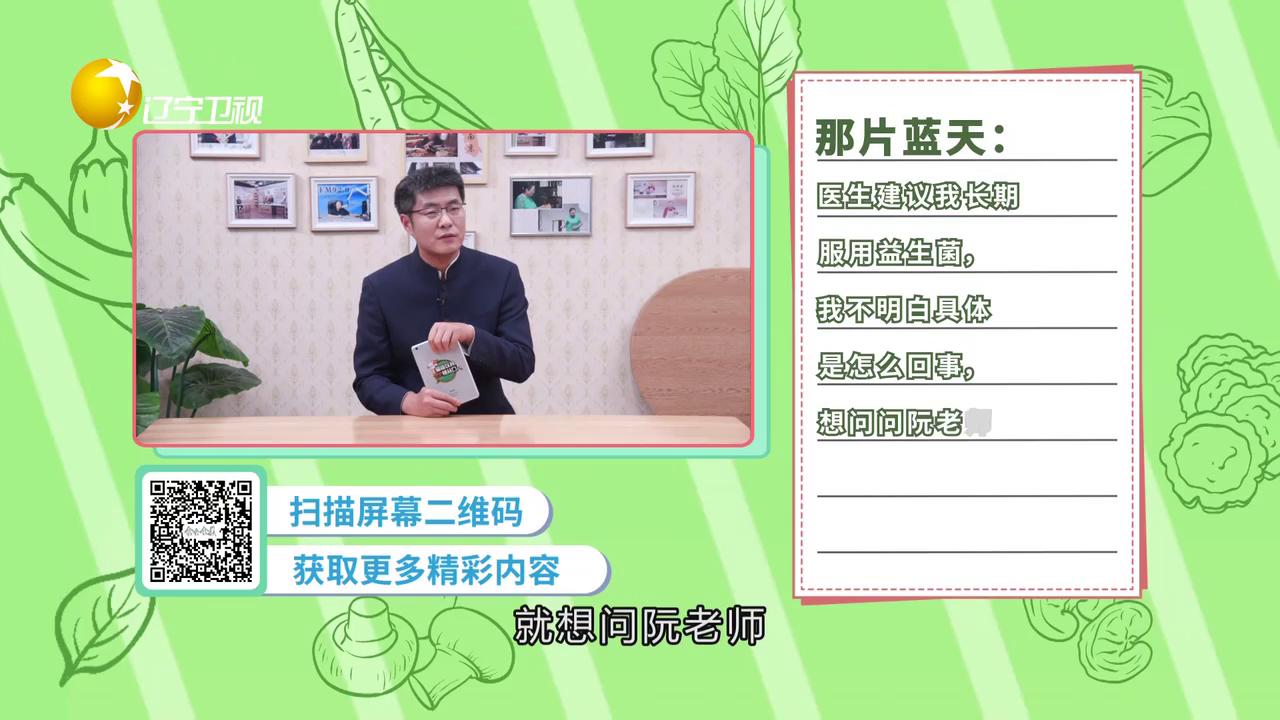 辽宁卫视
那片蓝天：
医生建议我长期
服用益生菌，
我不明白具体
是怎么回事，
想问问阮老
扫描屏幕二维码
获取更多精彩内容
就想问阮老师